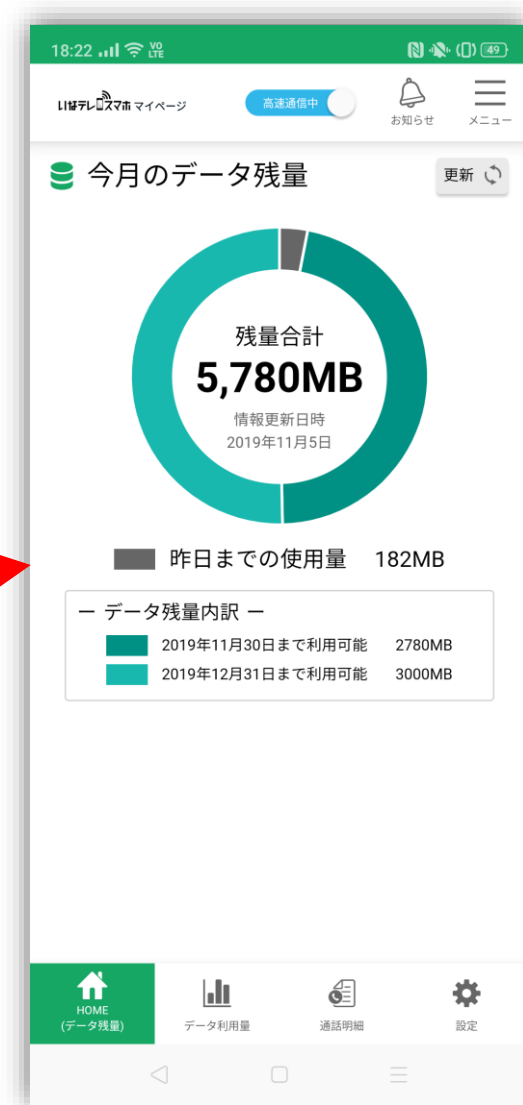 18:22 VO LTE 49
いばテレスマホ マイページ 高速通信中 お知らせ メニュー
今月のデータ残量 更新
残量合計
5,780MB
情報更新日時
2019年11月5日
昨日までの使用量 182MB
ー データ残量内訳 ー
2019年11月30日まで利用可能 2780MB
2019年12月31日まで利用可能 3000MB
HOME
(データ残量) データ利用量 通話明細 設定